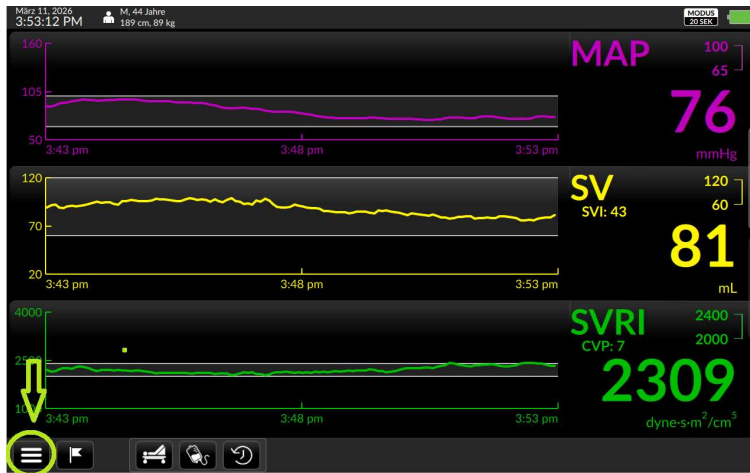 März 11, 2026
3:53:12 PM
M, 44 Jahre
189 cm, 89 kg
MODUS
20 SEK
160
105
50
3:43 pm
3:48 pm
3:53 pm
MAP
100
65
76
mmHg
120
70
20
3:43 pm
3:48 pm
3:53 pm
SV
SVI: 43
120
60
81
mL
4000
3:43 pm
3:48 pm
3:53 pm
SVRI
CVP: 7
2400
2000
2309
dyne·s·m²/cm⁵